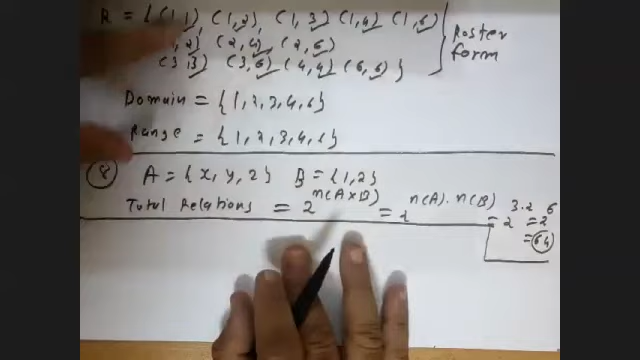 R = { (1,1) (1,2), (1,3) (1,4) (1,6)
,2) (2,4), (2,6)
(3,3) (3,6) (4,4) (6,6) }
Roster
form
Domain = {1,2,3,4,6}
Range = {1,2,3,4,6}
(8) A = {x, y, z} B = {1,2}
Total Relations = 2^n(A×B) = 2^n(A).n(B) = 2^3.2 = 2^6
= 64